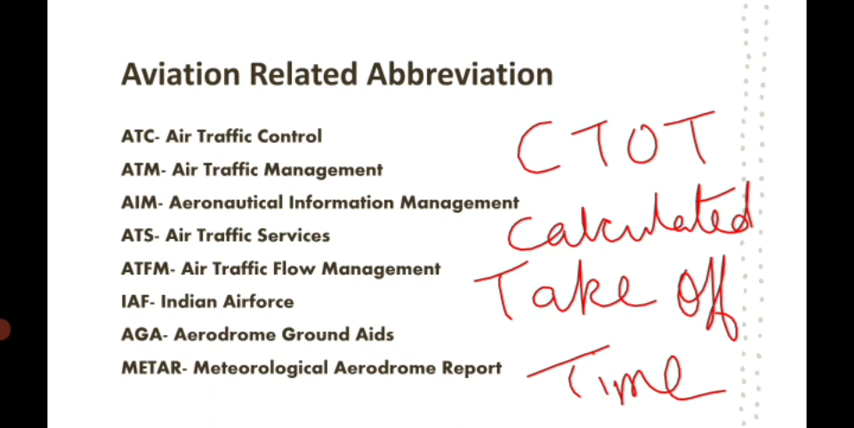 Aviation Related Abbreviation
ATC- Air Traffic Control
ATM- Air Traffic Management
AIM- Aeronautical Information Management
ATS- Air Traffic Services
ATFM- Air Traffic Flow Management
IAF- Indian Airforce
AGA- Aerodrome Ground Aids
METAR- Meteorological Aerodrome Report
CTOT
Calculated
Take Off
Time